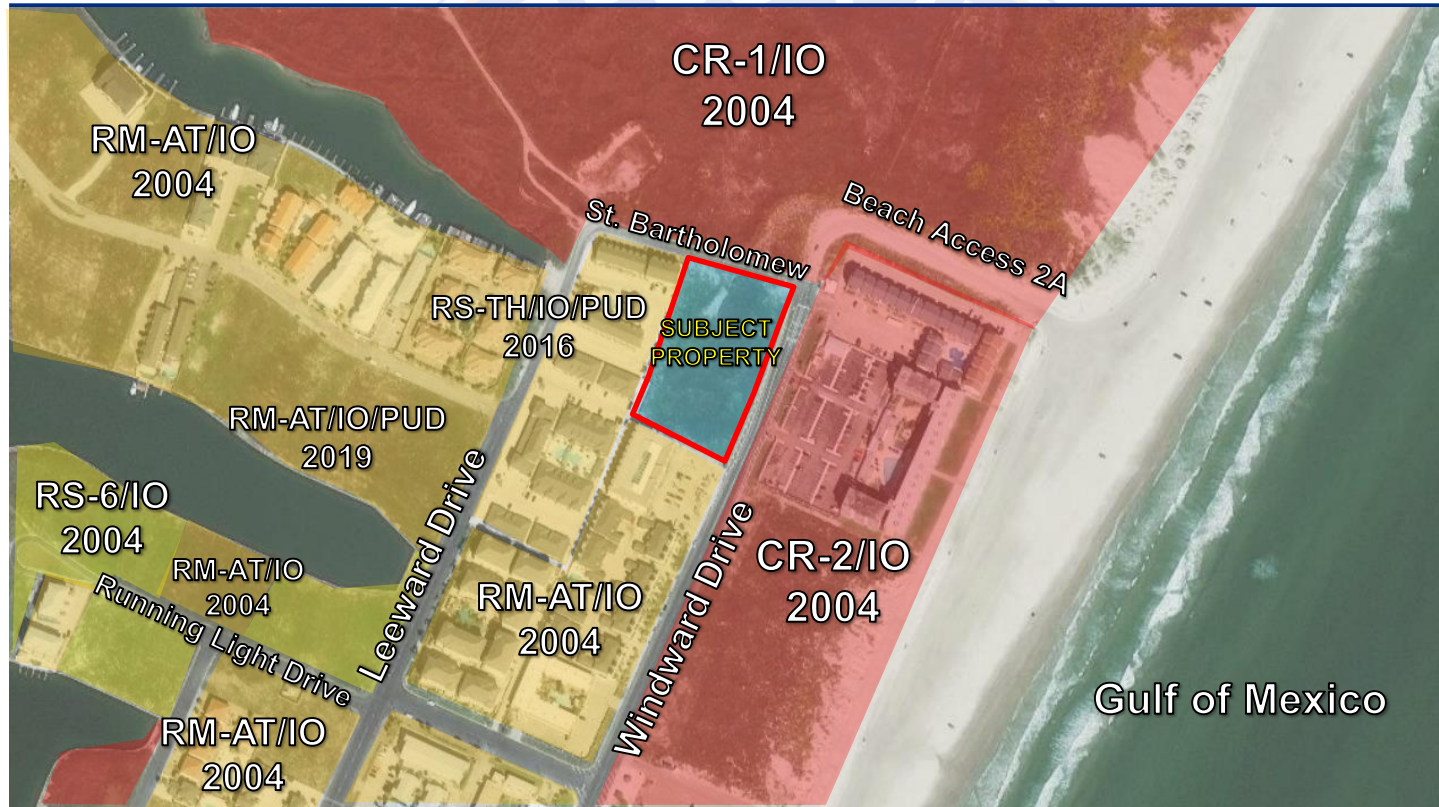 CR-1/IO
2004
RM-AT/IO
2004
Beach Access 2A
St. Bartholomew
RS-TH/IO/PUD
2016
SUBJECT
PROPERTY
RM-AT/IO/PUD
2019
RS-6/IO
2004
RM-AT/IO
2004
Running Light Drive
Leeward Drive
RM-AT/IO
2004
Windward Drive
CR-2/IO
2004
Gulf of Mexico
RM-AT/IO
2004